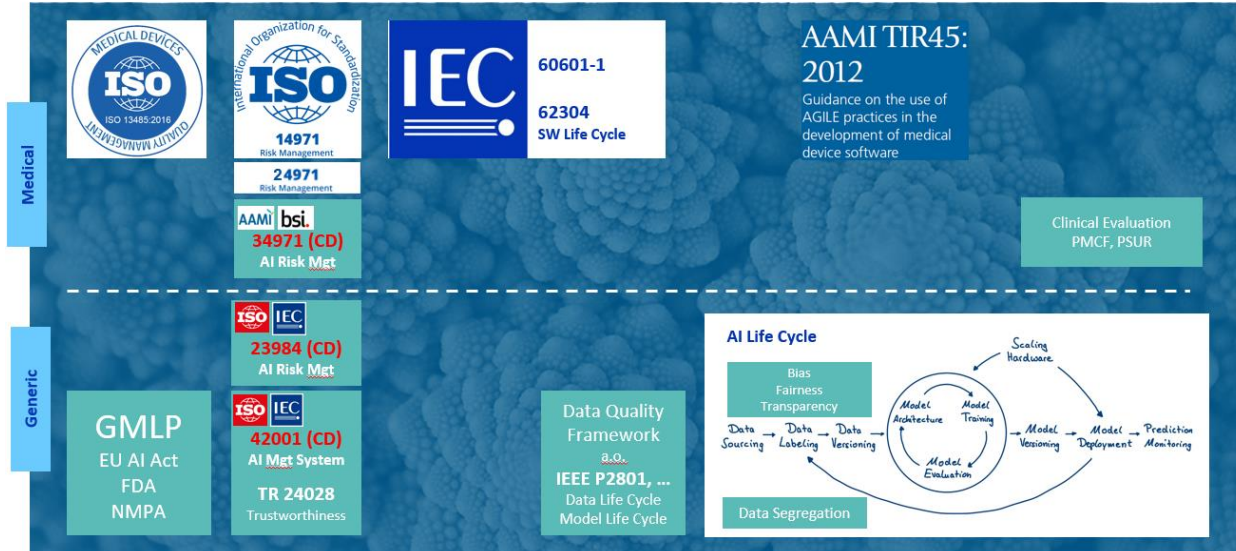 Medical
MEDICAL DEVICES
ISO
ISO 13485:2016
QUALITY MANAGEMENT
International Organization for Standardization
ISO
14971
Risk Management
24971
Risk Management
AAMI bsi.
34971 (CD)
AI Risk Mgt
IEC
60601-1
62304
SW Life Cycle
AAMI TIR45:
2012
Guidance on the use of
AGILE practices in the
development of medical
device software
Clinical Evaluation
PMCF, PSUR
Generic
GMLP
EU AI Act
FDA
NMPA
ISO IEC
23984 (CD)
AI Risk Mgt
ISO IEC
42001 (CD)
AI Mgt System
TR 24028
Trustworthiness
Data Quality
Framework
a.o.
IEEE P2801, ...
Data Life Cycle
Model Life Cycle
AI Life Cycle
Bias
Fairness
Transparency
Scaling
Hardware
Data
Sourcing
Data
Labeling
Data
Versioning
Model
Architecture
Model
Training
Model
Evaluation
Model
Versioning
Model
Deployment
Prediction
Monitoring
Data Segregation